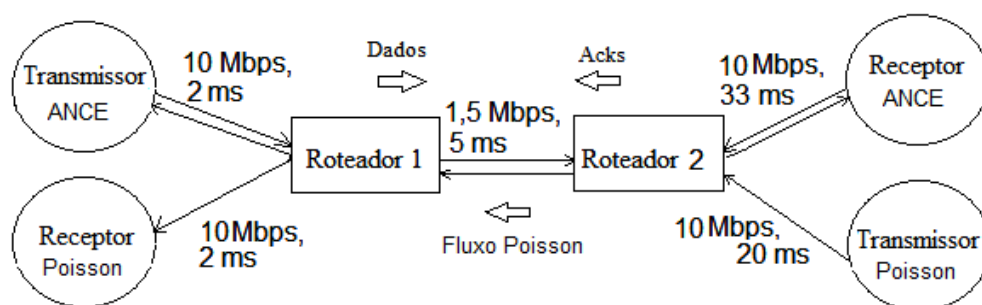 Transmissor
ANCE
10 Mbps,
2 ms
Dados
Acks
10 Mbps,
33 ms
Receptor
ANCE
Roteador 1
1,5 Mbps,
5 ms
Roteador 2
Receptor
Poisson
10 Mbps,
2 ms
Fluxo Poisson
10 Mbps,
20 ms
Transmissor
Poisson